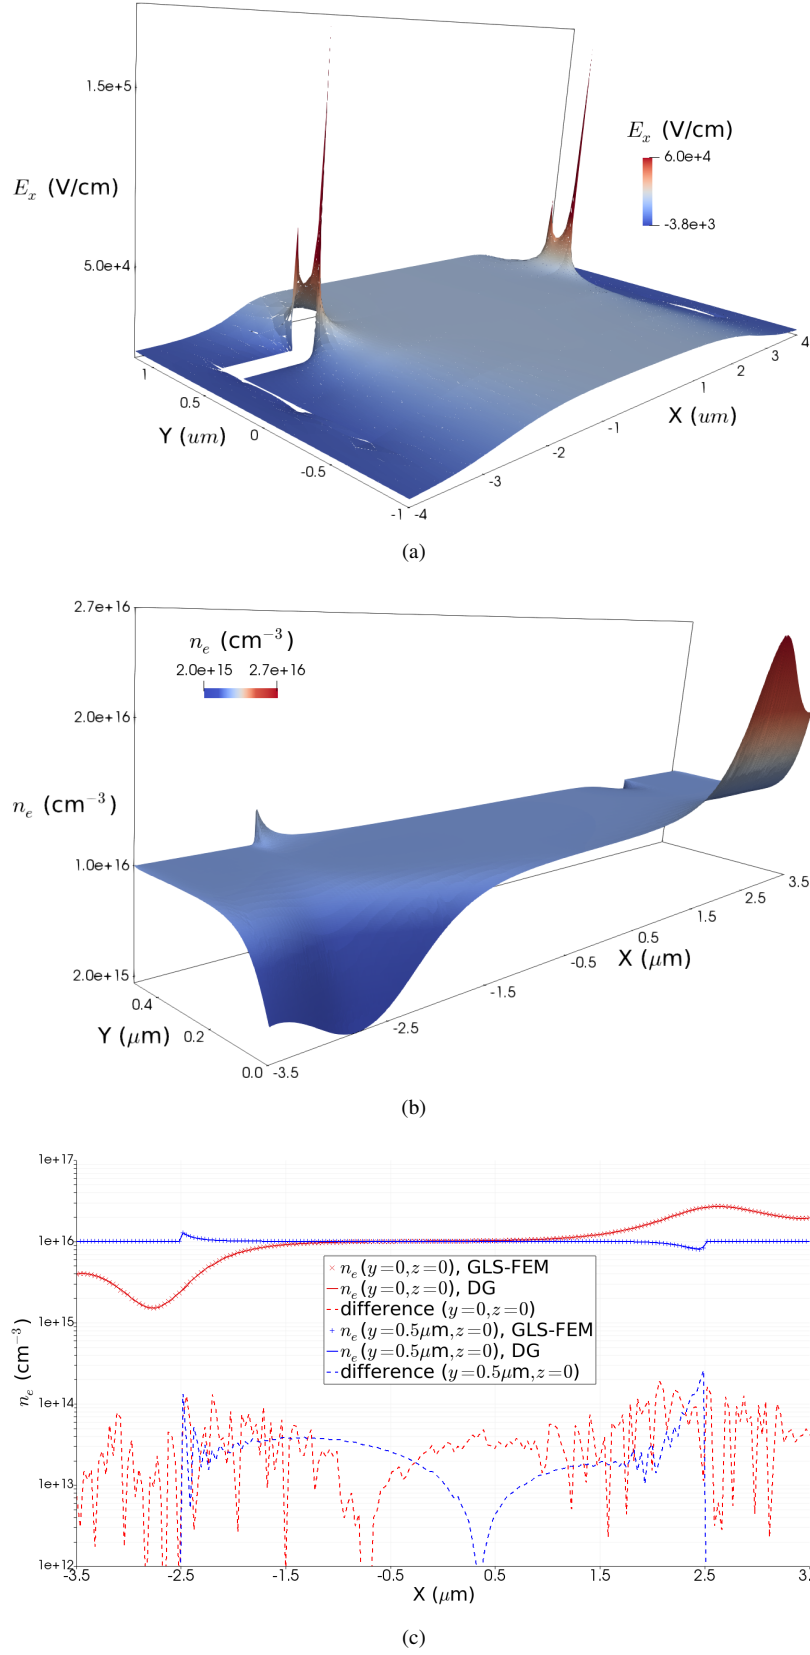 1.5e+5
E_x (V/cm)
5.0e+4
E_x (V/cm)
6.0e+4
-3.8e+3
1
0.5
0
-0.5
-1
Y (um)
-4
-3
-2
-1
1
2
3
4
X (um)
(a)
2.7e+16
n_e (cm⁻³)
2.0e+15 2.7e+16
2.0e+16
n_e (cm⁻³)
1.0e+16
2.0e+15
0.4
0.2
0.0
Y (μm)
-3.5
-2.5
-1.5
-0.5
0.5
1.5
2.5
3.5
X (μm)
(b)
1e+17
1e+16
1e+15
1e+14
1e+13
1e+12
n_e (cm⁻³)
n_e(y=0,z=0), GLS-FEM
n_e(y=0,z=0), DG
difference (y=0,z=0)
n_e(y=0.5μm,z=0), GLS-FEM
n_e(y=0.5μm,z=0), DG
difference (y=0.5μm,z=0)
-3.5 -2.5 -1.5 -0.5 0.5 1.5 2.5
X (μm)
(c)